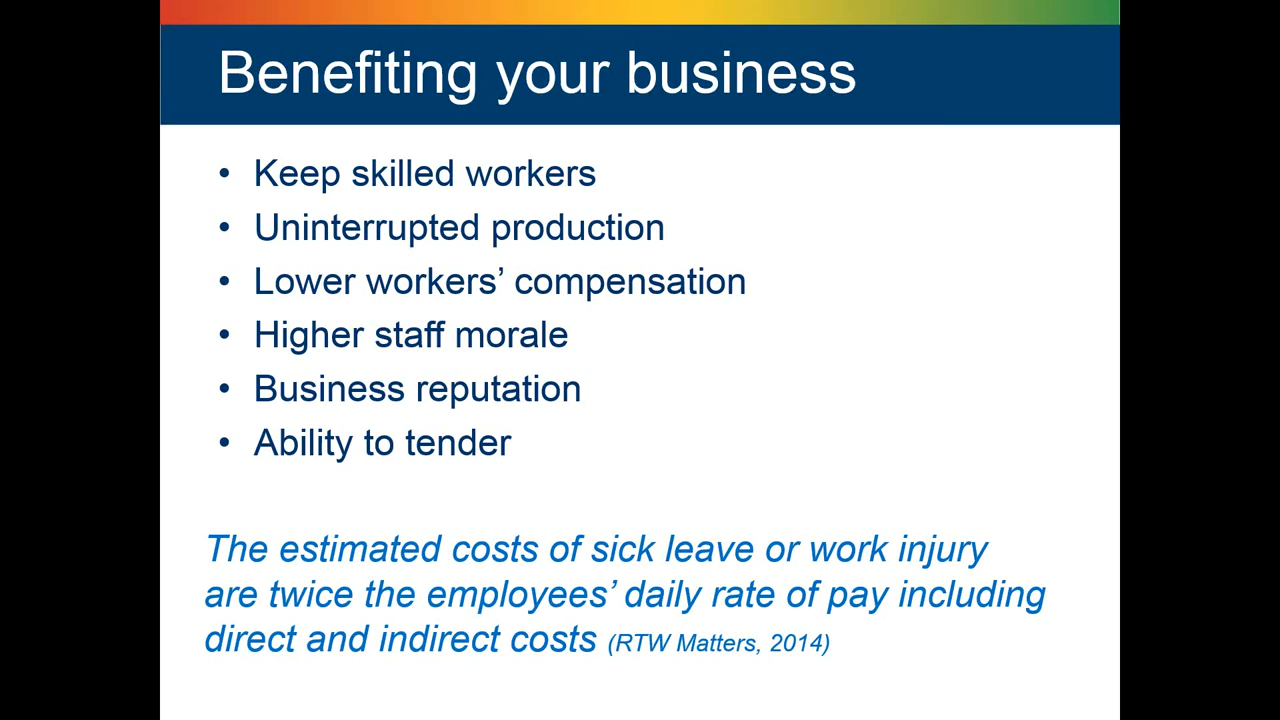 Benefiting your business
• Keep skilled workers
• Uninterrupted production
• Lower workers’ compensation
• Higher staff morale
• Business reputation
• Ability to tender
The estimated costs of sick leave or work injury
are twice the employees’ daily rate of pay including
direct and indirect costs (RTW Matters, 2014)